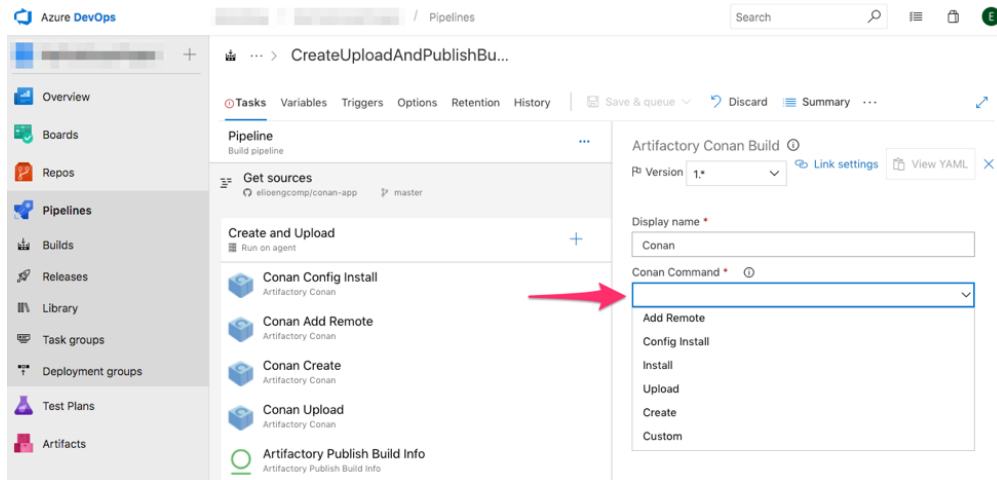 Azure DevOps
/ Pipelines
Search
E
CreateUploadAndPublishBu...
Overview
Boards
Repos
Pipelines
Builds
Releases
Library
Task groups
Deployment groups
Test Plans
Artifacts
Tasks Variables Triggers Options Retention History
Save & queue Discard Summary ...
Pipeline
Build pipeline
Get sources
elioengcomp/conan-app master
Create and Upload
Run on agent
Conan Config Install
Artifactory Conan
Conan Add Remote
Artifactory Conan
Conan Create
Artifactory Conan
Conan Upload
Artifactory Conan
Artifactory Publish Build Info
Artifactory Publish Build Info
Artifactory Conan Build
Version 1.* Link settings View YAML
Display name *
Conan
Conan Command *
Add Remote
Config Install
Install
Upload
Create
Custom